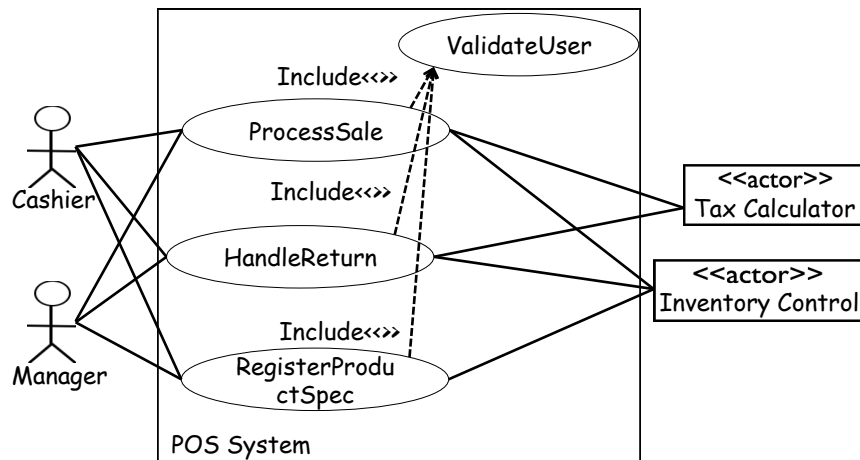 ValidateUser
Include<<>>
ProcessSale
Cashier
Include<<>>
<<actor>>
Tax Calculator
HandleReturn
<<actor>>
Inventory Control
Include<<>>
Manager
RegisterProdu
ctSpec
POS System